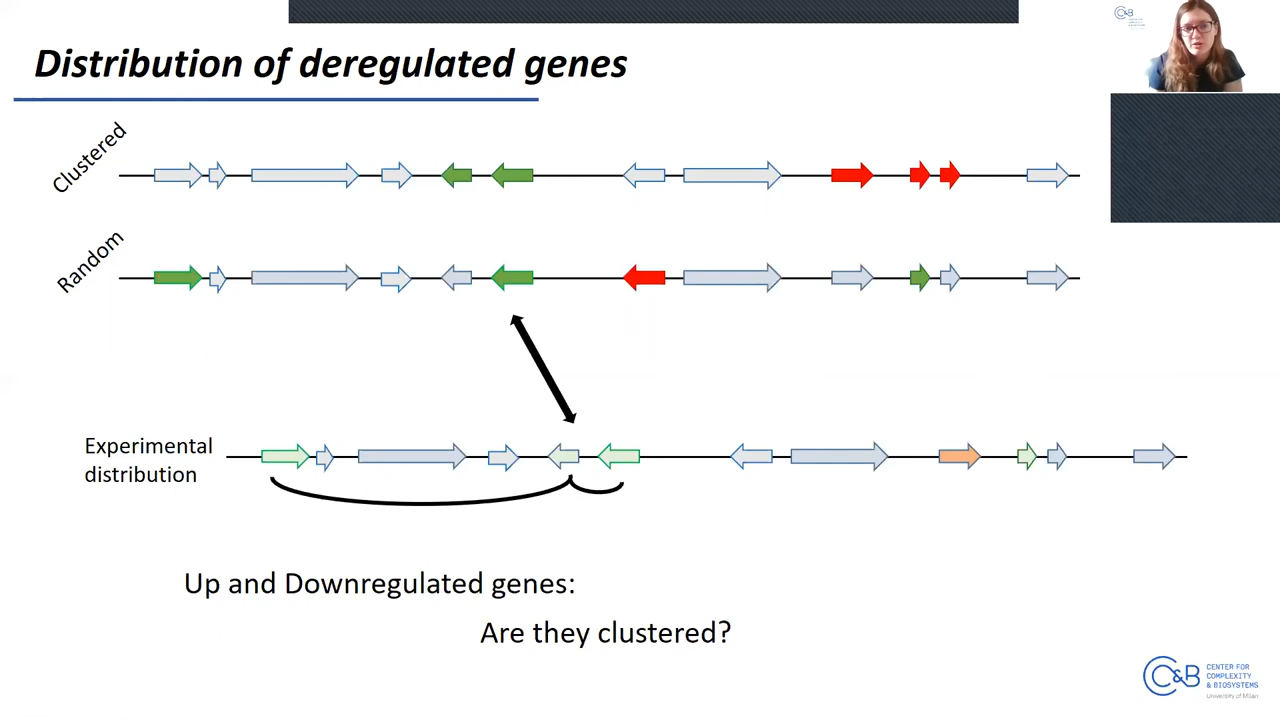 Distribution of deregulated genes
Clustered
Random
Experimental
distribution
Up and Downregulated genes:
Are they clustered?
C&B
CENTER FOR
COMPLEXITY
& BIOSYSTEMS
University of Milan
C&B